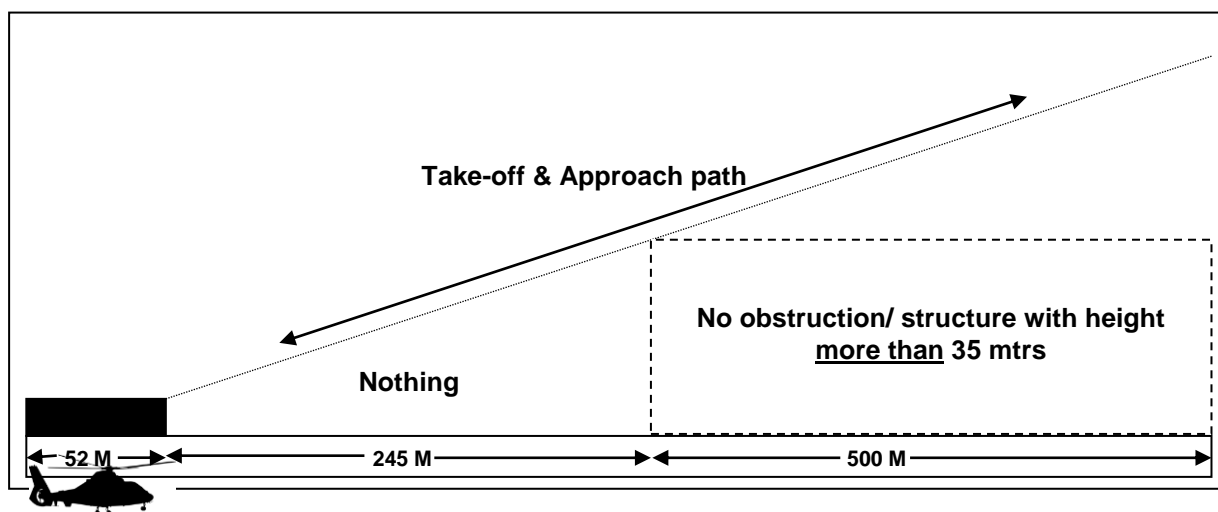 Take-off & Approach path
No obstruction/ structure with height
more than 35 mtrs
Nothing
52 M
245 M
500 M